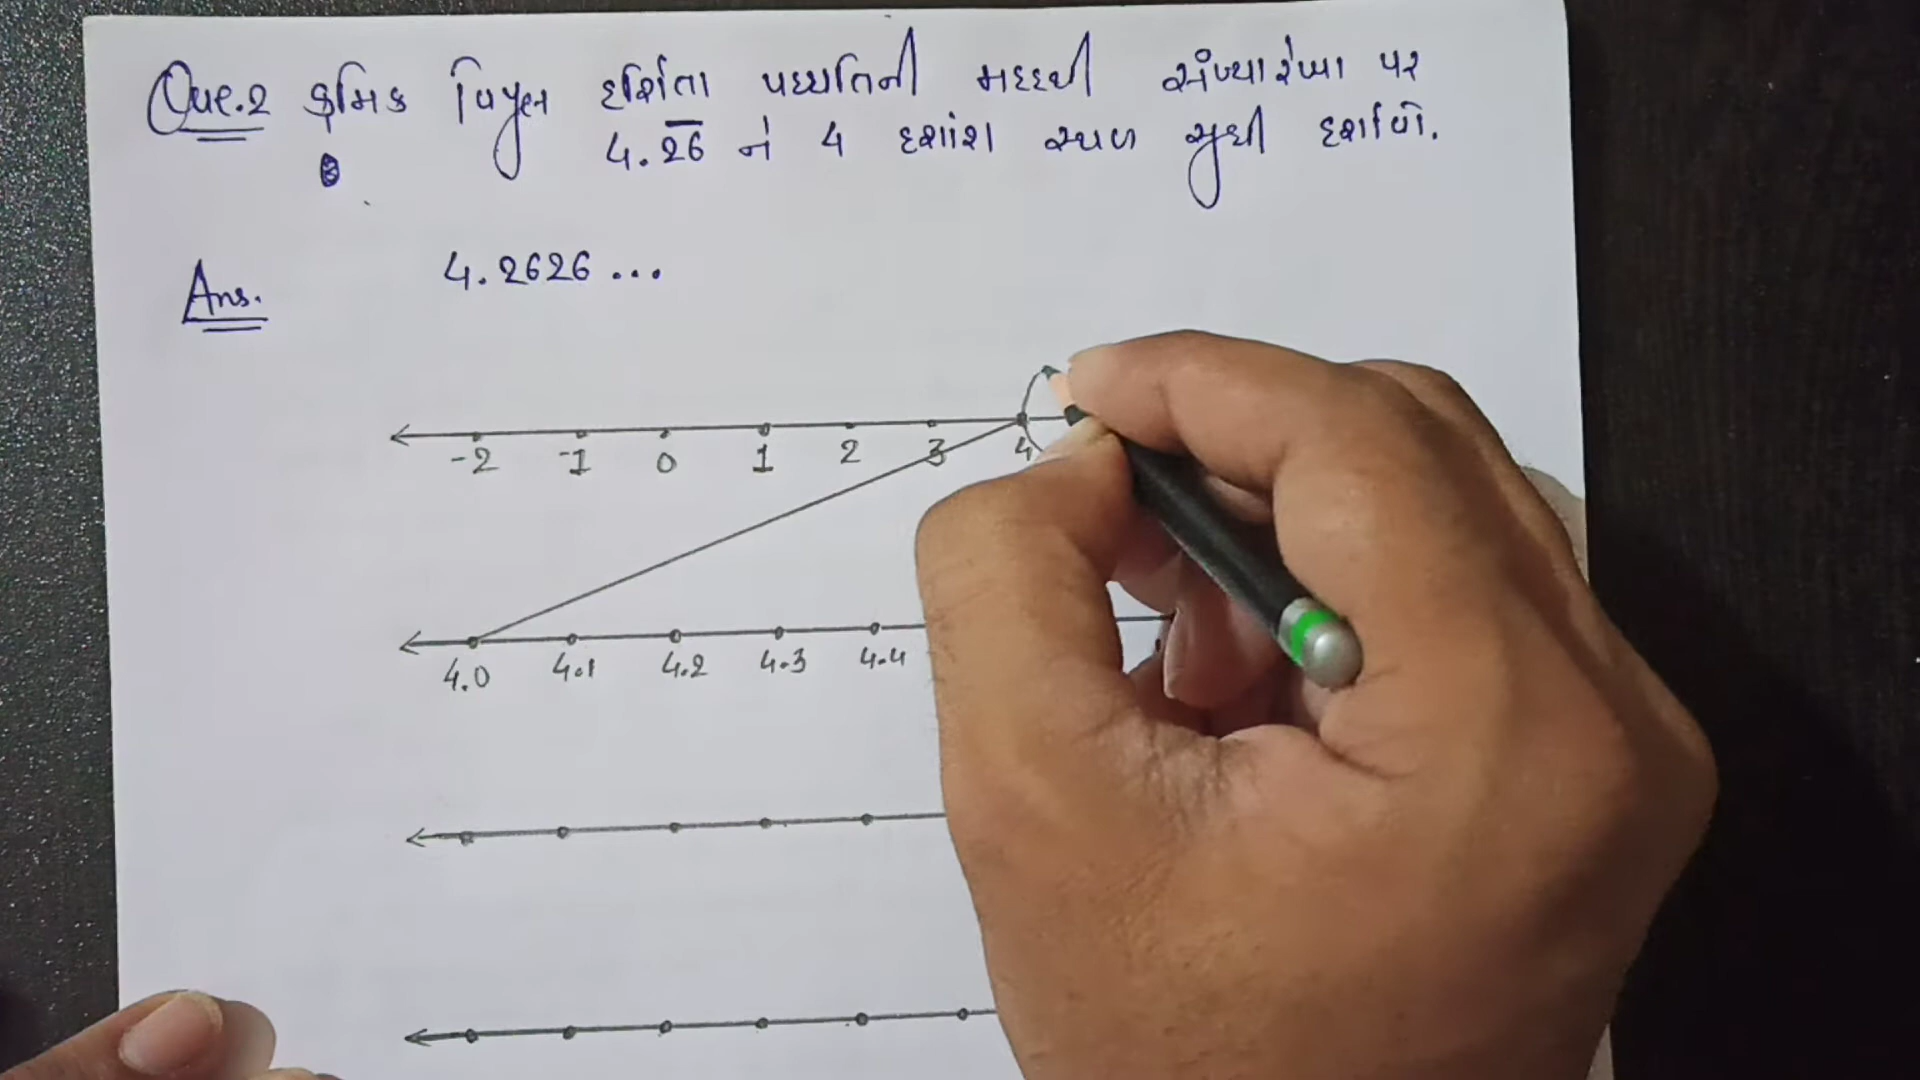 Que.2 ક્રમિક વિપુલ દર્શિતા પધ્ધતિની મદદથી સંખ્યારેખા પર
4.2̅6̅ ને 4 દશાંશ સ્થળ સુધી દર્શાવો.
Ans. 4.2626...
-2 -1 0 1 2 3 4
4.0 4.1 4.2 4.3 4.4